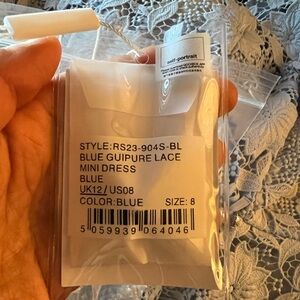 self-portrait
STYLE:RS23-904S-BL
BLUE GUIPURE LACE
MINI DRESS
BLUE
UK12/US08
COLOR:BLUE SIZE: 8
5 059939 064046